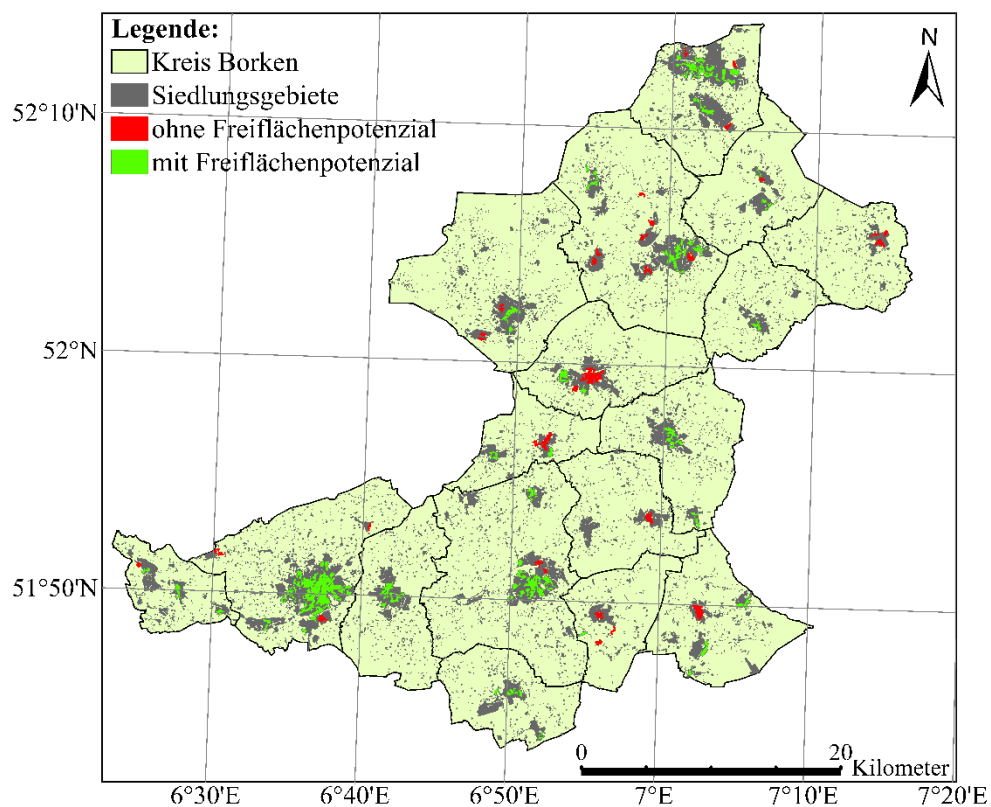 Legende:
Kreis Borken
Siedlungsgebiete
ohne Freiflächenpotenzial
mit Freiflächenpotenzial
N
52°10'N
52°N
51°50'N
0 20
Kilometer
6°30'E 6°40'E 6°50'E 7°E 7°10'E 7°20'E